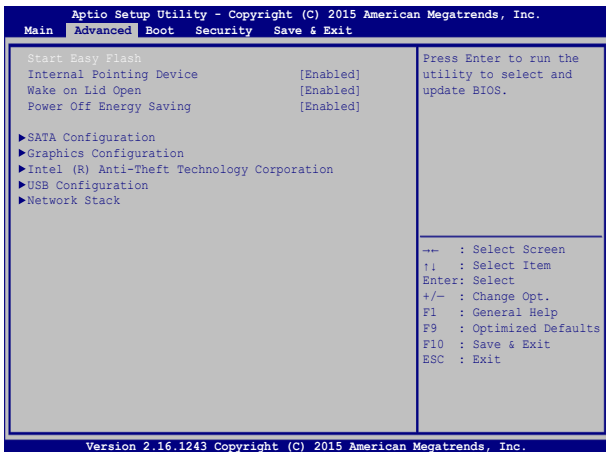 Aptio Setup Utility - Copyright (C) 2015 American Megatrends, Inc.
Main Advanced Boot Security Save & Exit
Start Easy Flash
Internal Pointing Device [Enabled]
Wake on Lid Open [Enabled]
Power Off Energy Saving [Enabled]
▶SATA Configuration
▶Graphics Configuration
▶Intel (R) Anti-Theft Technology Corporation
▶USB Configuration
▶Network Stack
Press Enter to run the
utility to select and
update BIOS.
→← : Select Screen
↑↓ : Select Item
Enter: Select
+/— : Change Opt.
F1 : General Help
F9 : Optimized Defaults
F10 : Save & Exit
ESC : Exit
Version 2.16.1243 Copyright (C) 2015 American Megatrends, Inc.